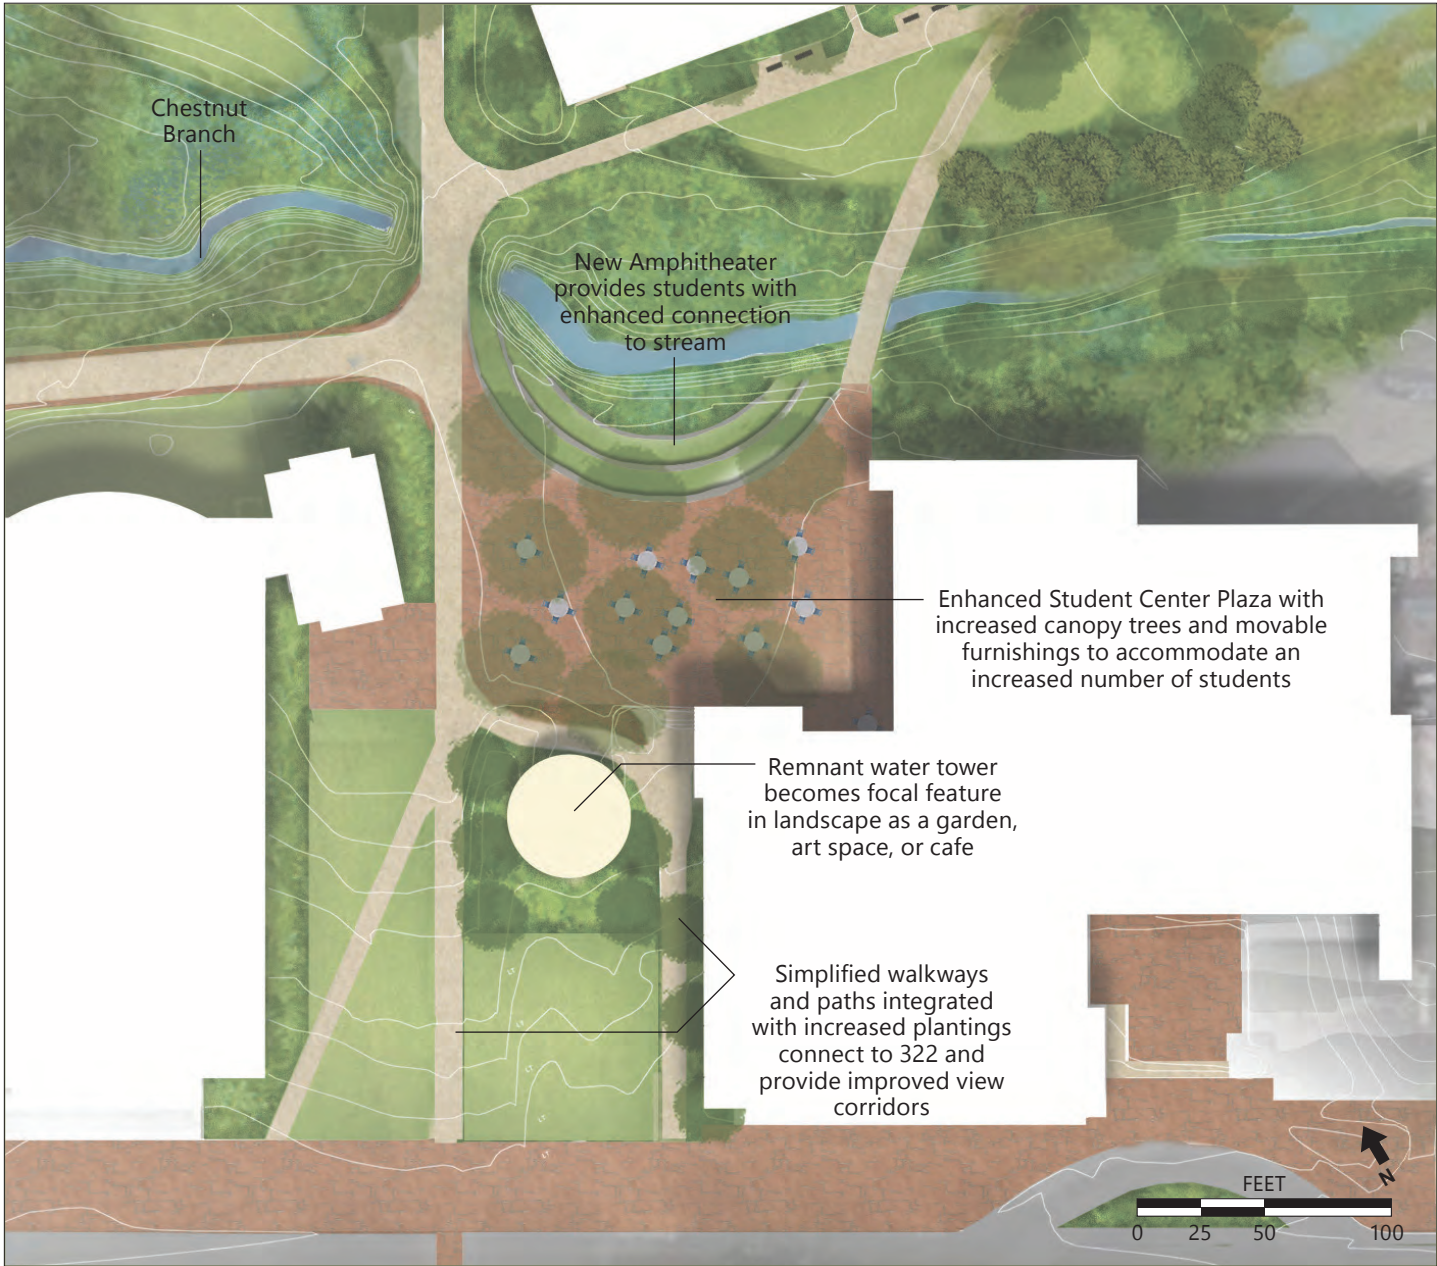 Chestnut
Branch
New Amphitheater
provides students with
enhanced connection
to stream
Enhanced Student Center Plaza with
increased canopy trees and movable
furnishings to accommodate an
increased number of students
Remnant water tower
becomes focal feature
in landscape as a garden,
art space, or cafe
Simplified walkways
and paths integrated
with increased plantings
connect to 322 and
provide improved view
corridors
N
FEET
0 25 50 100